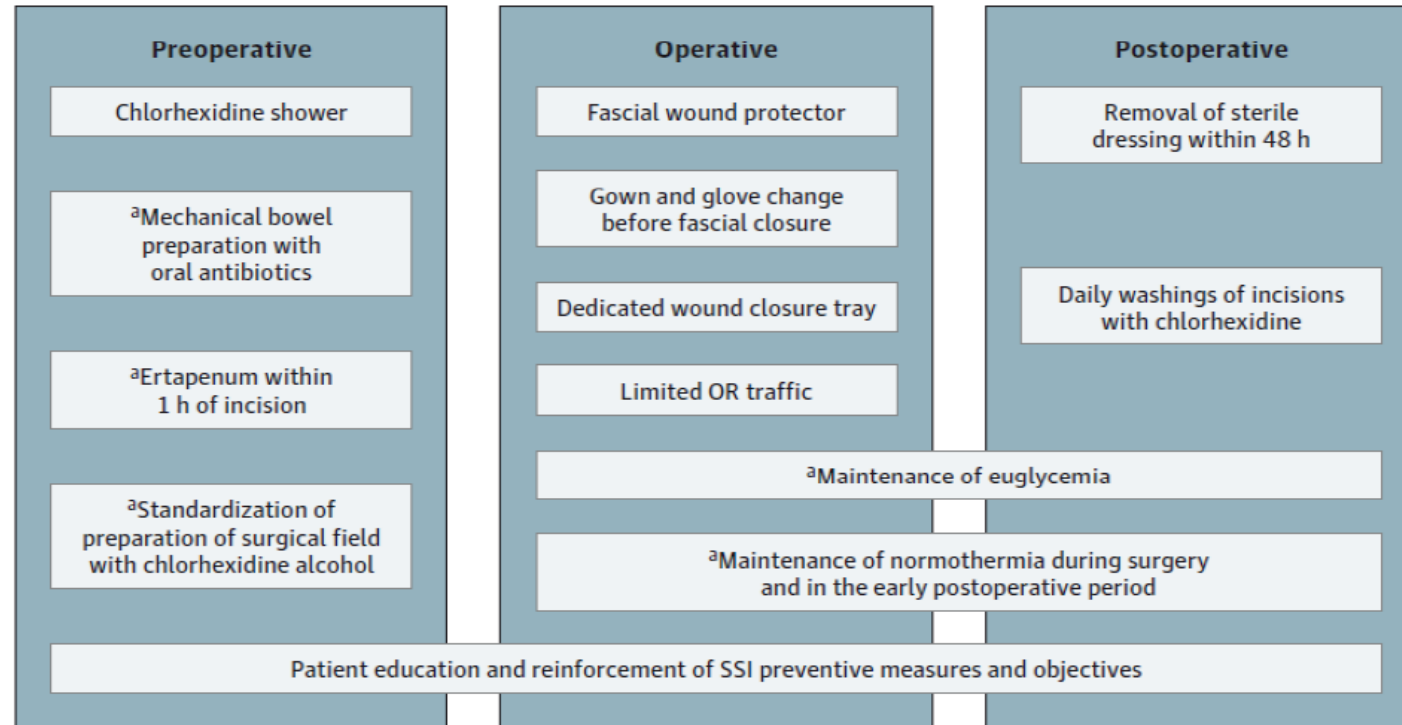 Preoperative
Chlorhexidine shower
ᵃMechanical bowel
preparation with
oral antibiotics
ᵃErtapenum within
1 h of incision
ᵃStandardization of
preparation of surgical field
with chlorhexidine alcohol
Operative
Fascial wound protector
Gown and glove change
before fascial closure
Dedicated wound closure tray
Limited OR traffic
Postoperative
Removal of sterile
dressing within 48 h
Daily washings of incisions
with chlorhexidine
ᵃMaintenance of euglycemia
ᵃMaintenance of normothermia during surgery
and in the early postoperative period
Patient education and reinforcement of SSI preventive measures and objectives